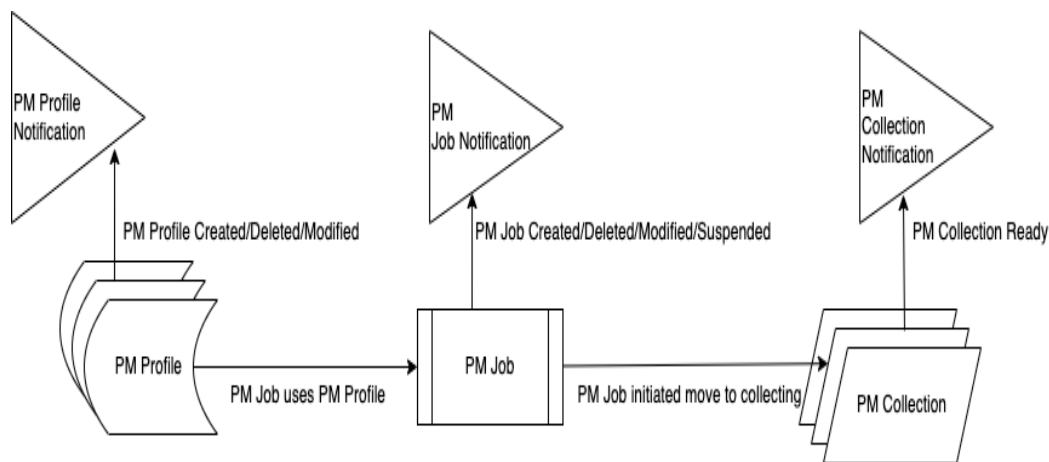 PM Profile
Notification
PM
Job Notification
PM
Collection
Notification
PM Profile Created/Deleted/Modified
PM Job Created/Deleted/Modified/Suspended
PM Collection Ready
PM Profile
PM Job uses PM Profile
PM Job
PM Job initiated move to collecting
PM Collection